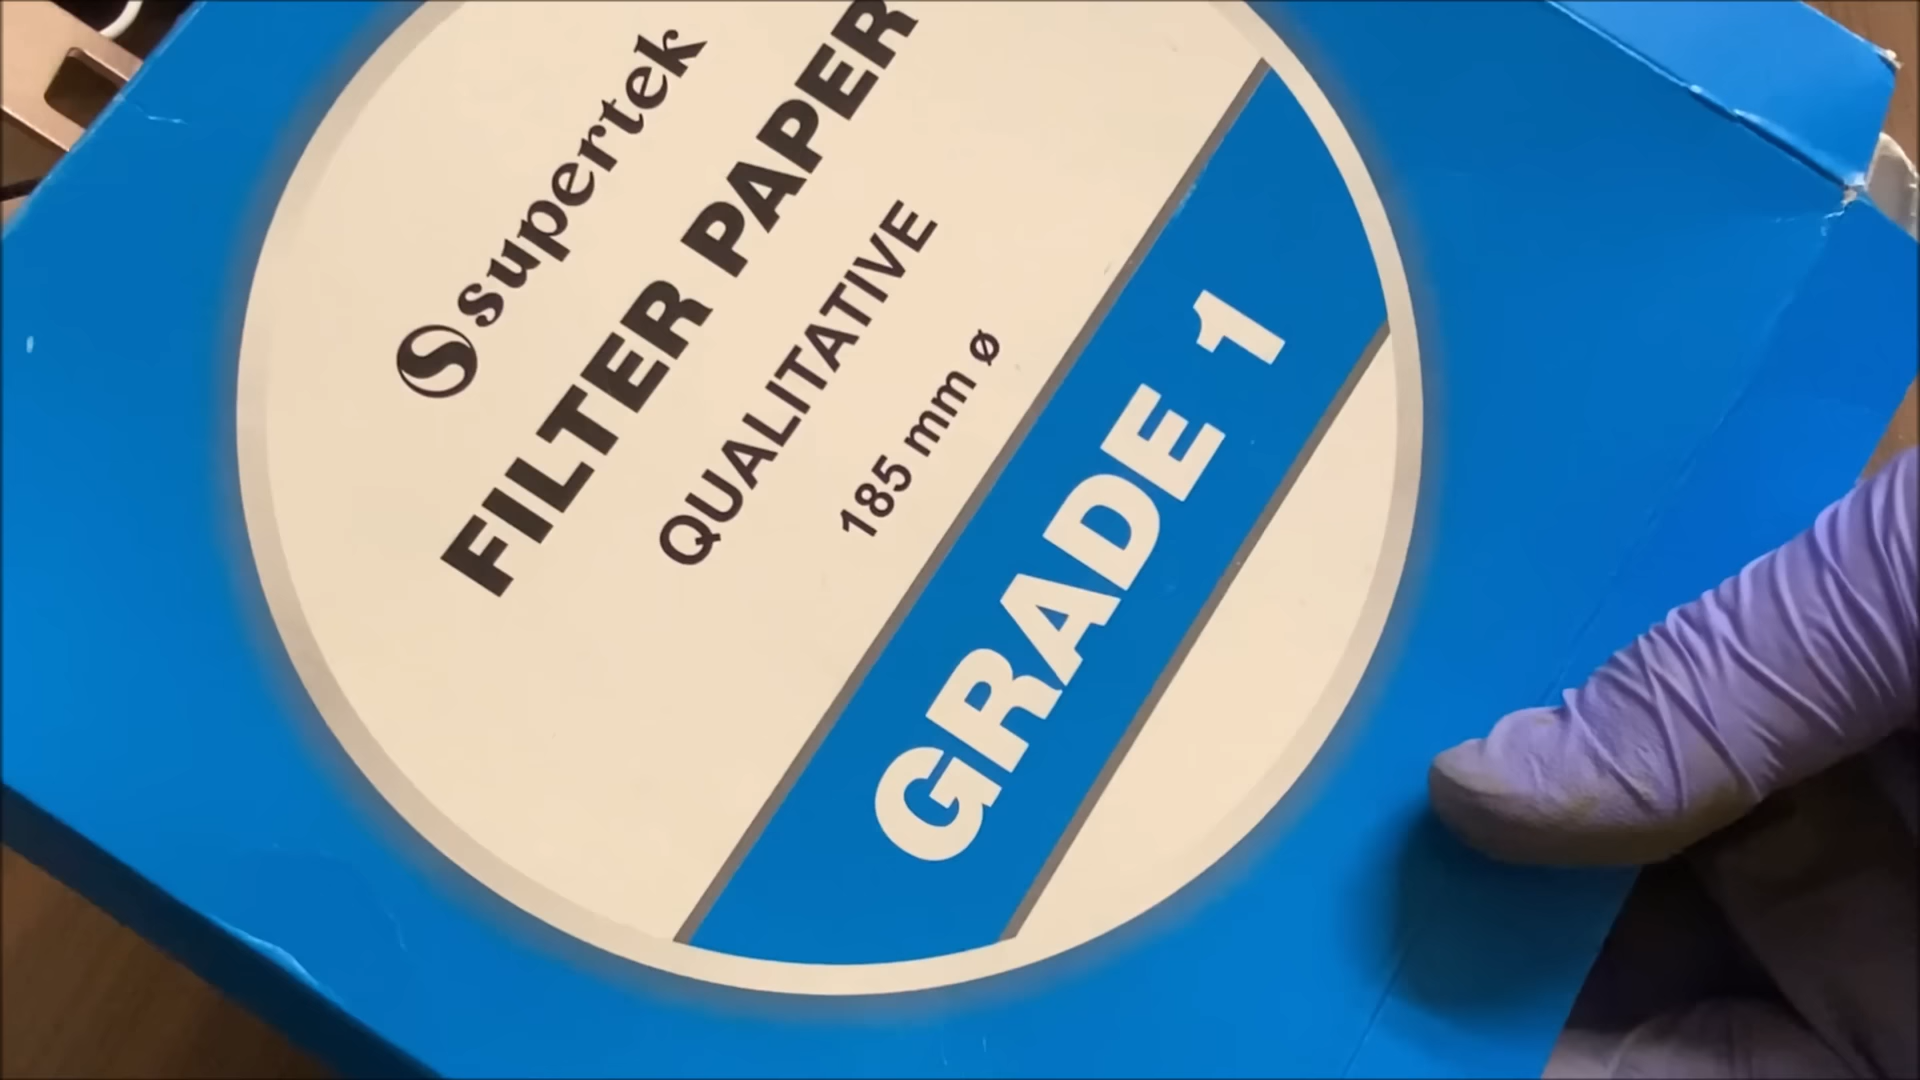 supertek
FILTER PAPER
QUALITATIVE
185 mm ø
GRADE 1